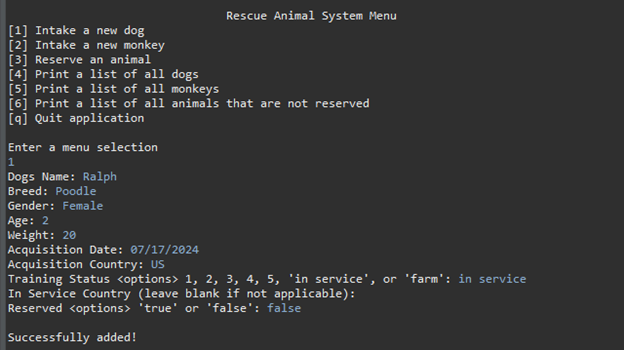 Rescue Animal System Menu
[1] Intake a new dog
[2] Intake a new monkey
[3] Reserve an animal
[4] Print a list of all dogs
[5] Print a list of all monkeys
[6] Print a list of all animals that are not reserved
[q] Quit application
Enter a menu selection
1
Dogs Name: Ralph
Breed: Poodle
Gender: Female
Age: 2
Weight: 20
Acquisition Date: 07/17/2024
Acquisition Country: US
Training Status <options> 1, 2, 3, 4, 5, 'in service', or 'farm': in service
In Service Country (leave blank if not applicable):
Reserved <options> 'true' or 'false': false
Successfully added!